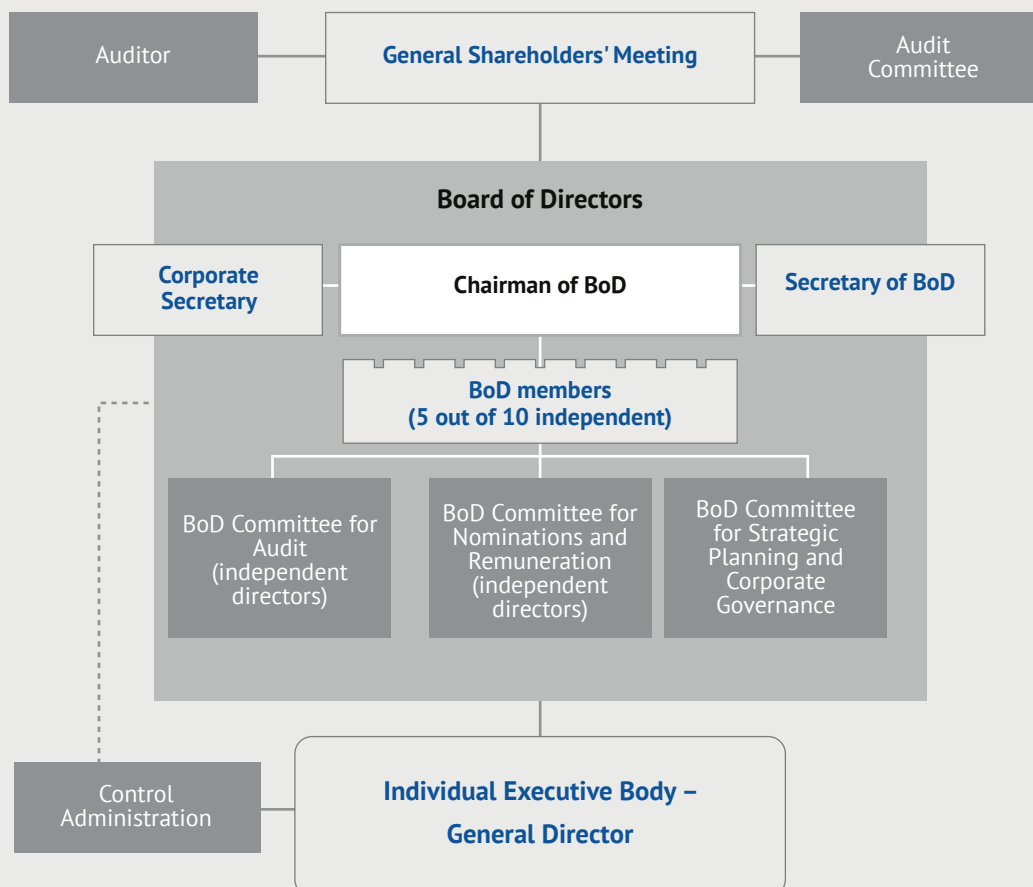 Auditor
General Shareholders' Meeting
Audit
Committee
Board of Directors
Corporate
Secretary
Chairman of BoD
Secretary of BoD
BoD members
(5 out of 10 independent)
BoD Committee for
Audit
(independent
directors)
BoD Committee for
Nominations and
Remuneration
(independent
directors)
BoD Committee
for Strategic
Planning and
Corporate
Governance
Control
Administration
Individual Executive Body –
General Director